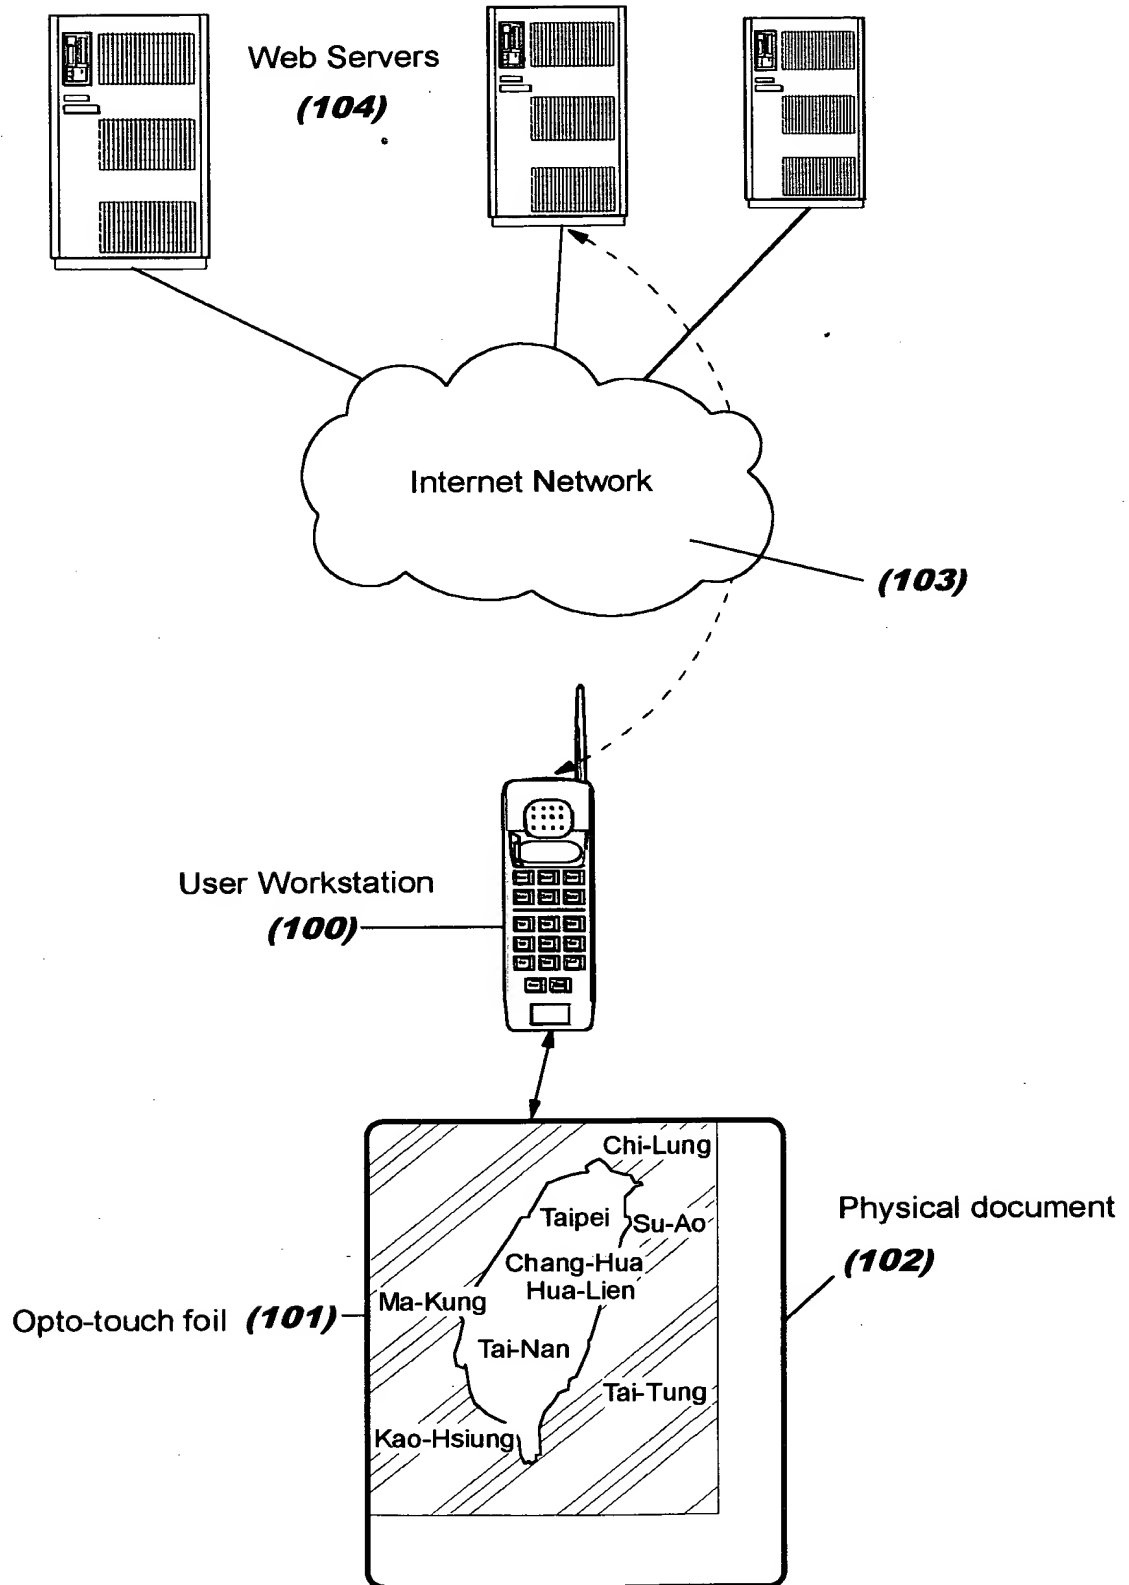 Web Servers
(104)
Internet Network
(103)
User Workstation
(100)
Chi-Lung
Taipei
Su-Ao
Physical document
(102)
Chang-Hua
Hua-Lien
Ma-Kung
Opto-touch foil (101)
Tai-Nan
Tai-Tung
Kao-Hsiung